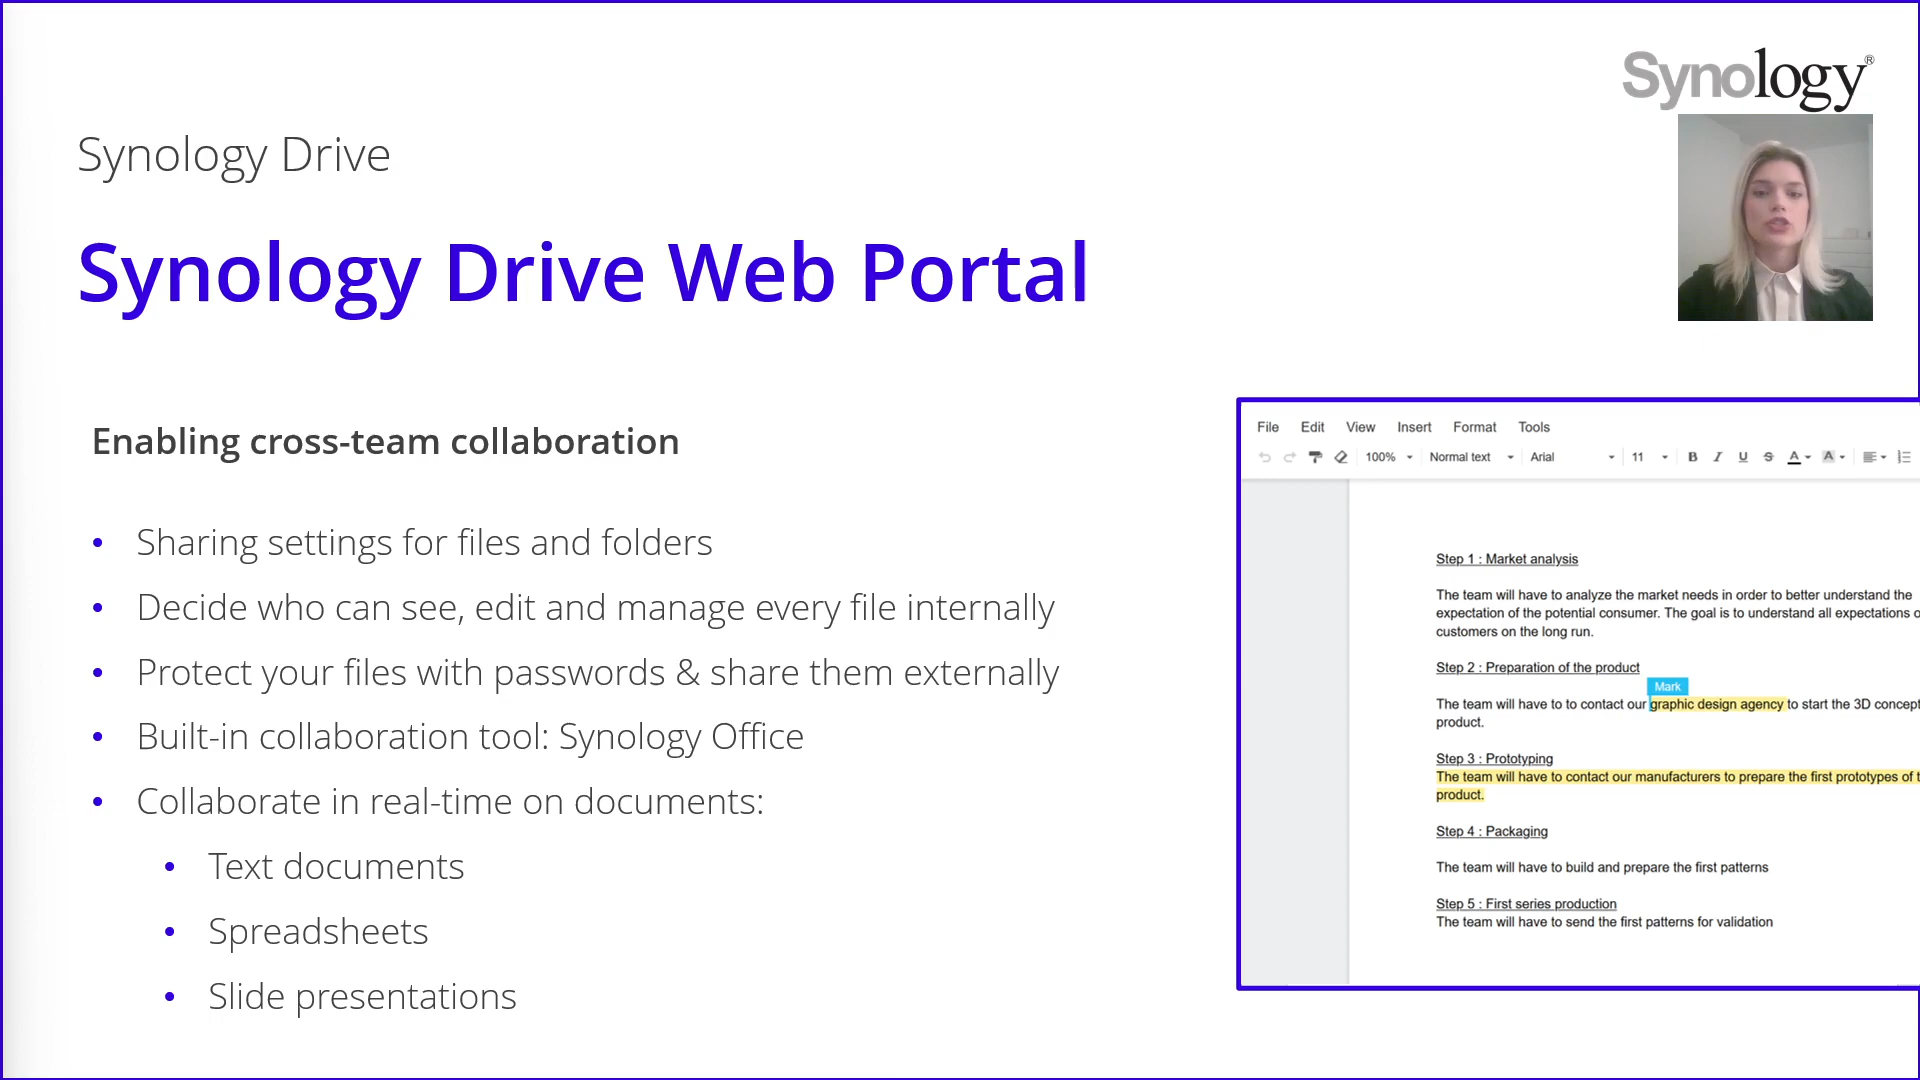 Synology®
Synology Drive
Synology Drive Web Portal
Enabling cross-team collaboration
• Sharing settings for files and folders
• Decide who can see, edit and manage every file internally
• Protect your files with passwords & share them externally
• Built-in collaboration tool: Synology Office
• Collaborate in real-time on documents:
• Text documents
• Spreadsheets
• Slide presentations
File Edit View Insert Format Tools
100% Normal text Arial 11 B I U S A A
Step 1 : Market analysis
The team will have to analyze the market needs in order to better understand the
expectation of the potential consumer. The goal is to understand all expectations
customers on the long run.
Step 2 : Preparation of the product
Mark
The team will have to to contact our graphic design agency to start the 3D concept
product.
Step 3 : Prototyping
The team will have to contact our manufacturers to prepare the first prototypes of
product.
Step 4 : Packaging
The team will have to build and prepare the first patterns
Step 5 : First series production
The team will have to send the first patterns for validation